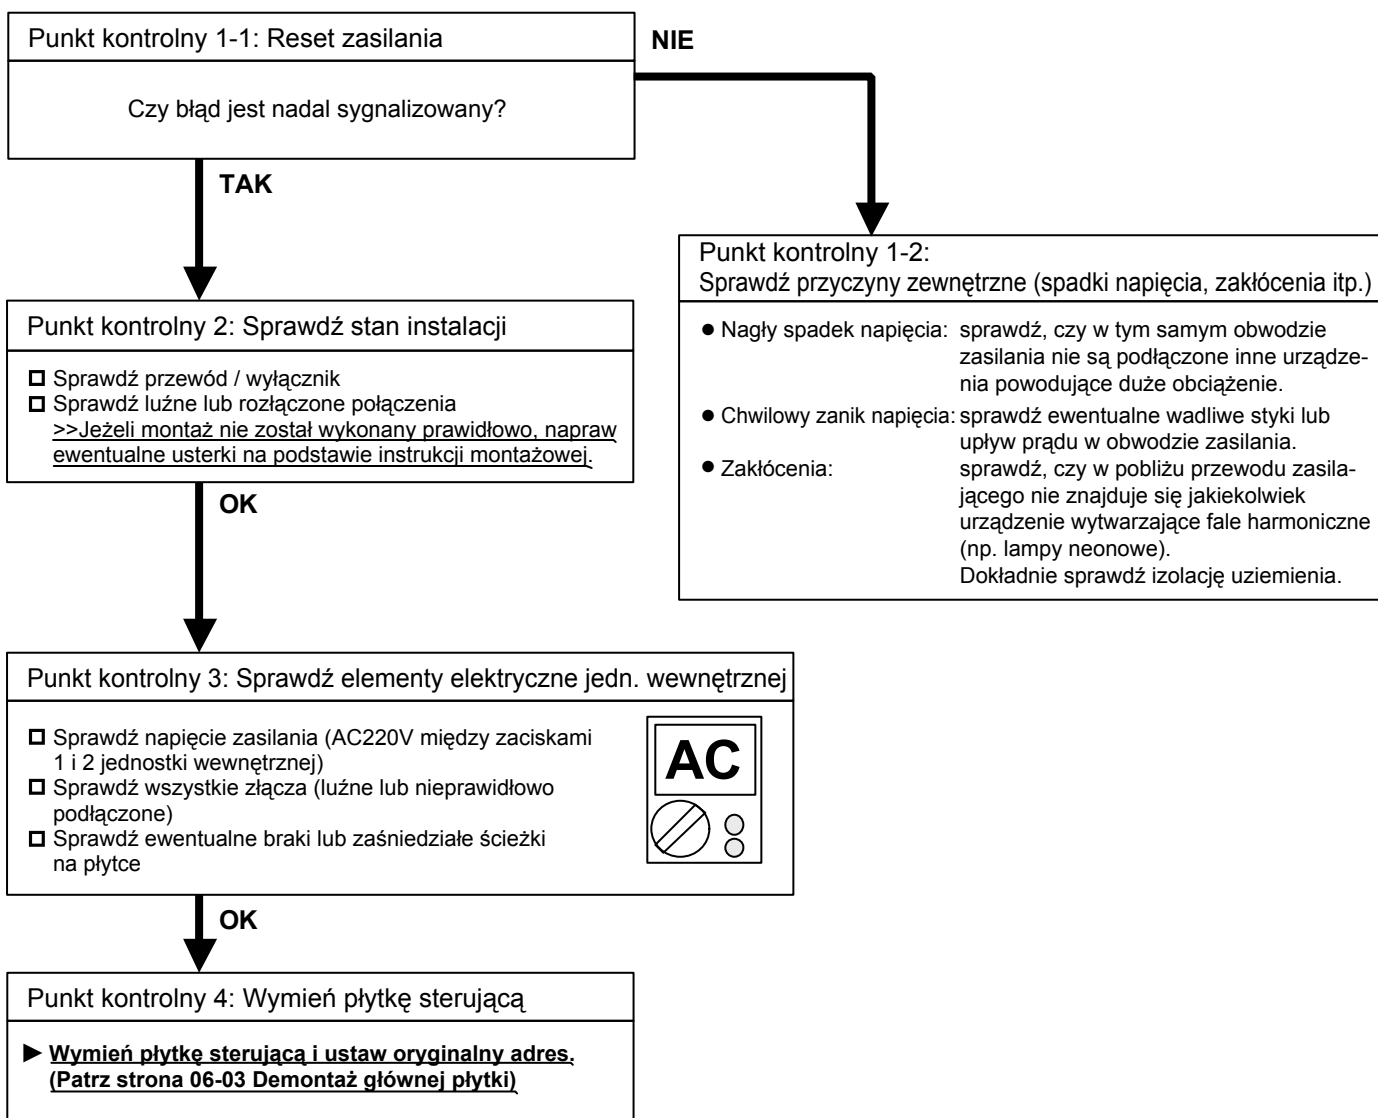 Punkt kontrolny 1-1: Reset zasilania
Czy błąd jest nadal sygnalizowany?
NIE
TAK
Punkt kontrolny 1-2:
Sprawdź przyczyny zewnętrzne (spadki napięcia, zakłócenia itp.)
● Nagły spadek napięcia: sprawdź, czy w tym samym obwodzie
zasilania nie są podłączone inne urządze-
nia powodujące duże obciążenie.
● Chwilowy zanik napięcia: sprawdź ewentualne wadliwe styki lub
upływ prądu w obwodzie zasilania.
● Zakłócenia: sprawdź, czy w pobliżu przewodu zasila-
jącego nie znajduje się jakiekolwiek
urządzenie wytwarzające fale harmoniczne
(np. lampy neonowe).
Dokładnie sprawdź izolację uziemienia.
Punkt kontrolny 2: Sprawdź stan instalacji
Sprawdź przewód / wyłącznik
Sprawdź luźne lub rozłączone połączenia
>>Jeżeli montaż nie został wykonany prawidłowo, napraw
ewentualne usterki na podstawie instrukcji montażowej.
OK
Punkt kontrolny 3: Sprawdź elementy elektryczne jedn. wewnętrznej
Sprawdź napięcie zasilania (AC220V między zaciskami
1 i 2 jednostki wewnętrznej)
Sprawdź wszystkie złącza (luźne lub nieprawidłowo
podłączone)
Sprawdź ewentualne braki lub zaśniedziałe ścieżki
na płytce
AC
OK
Punkt kontrolny 4: Wymień płytkę sterującą
► Wymień płytkę sterującą i ustaw oryginalny adres.
(Patrz strona 06-03 Demontaż głównej płytki)